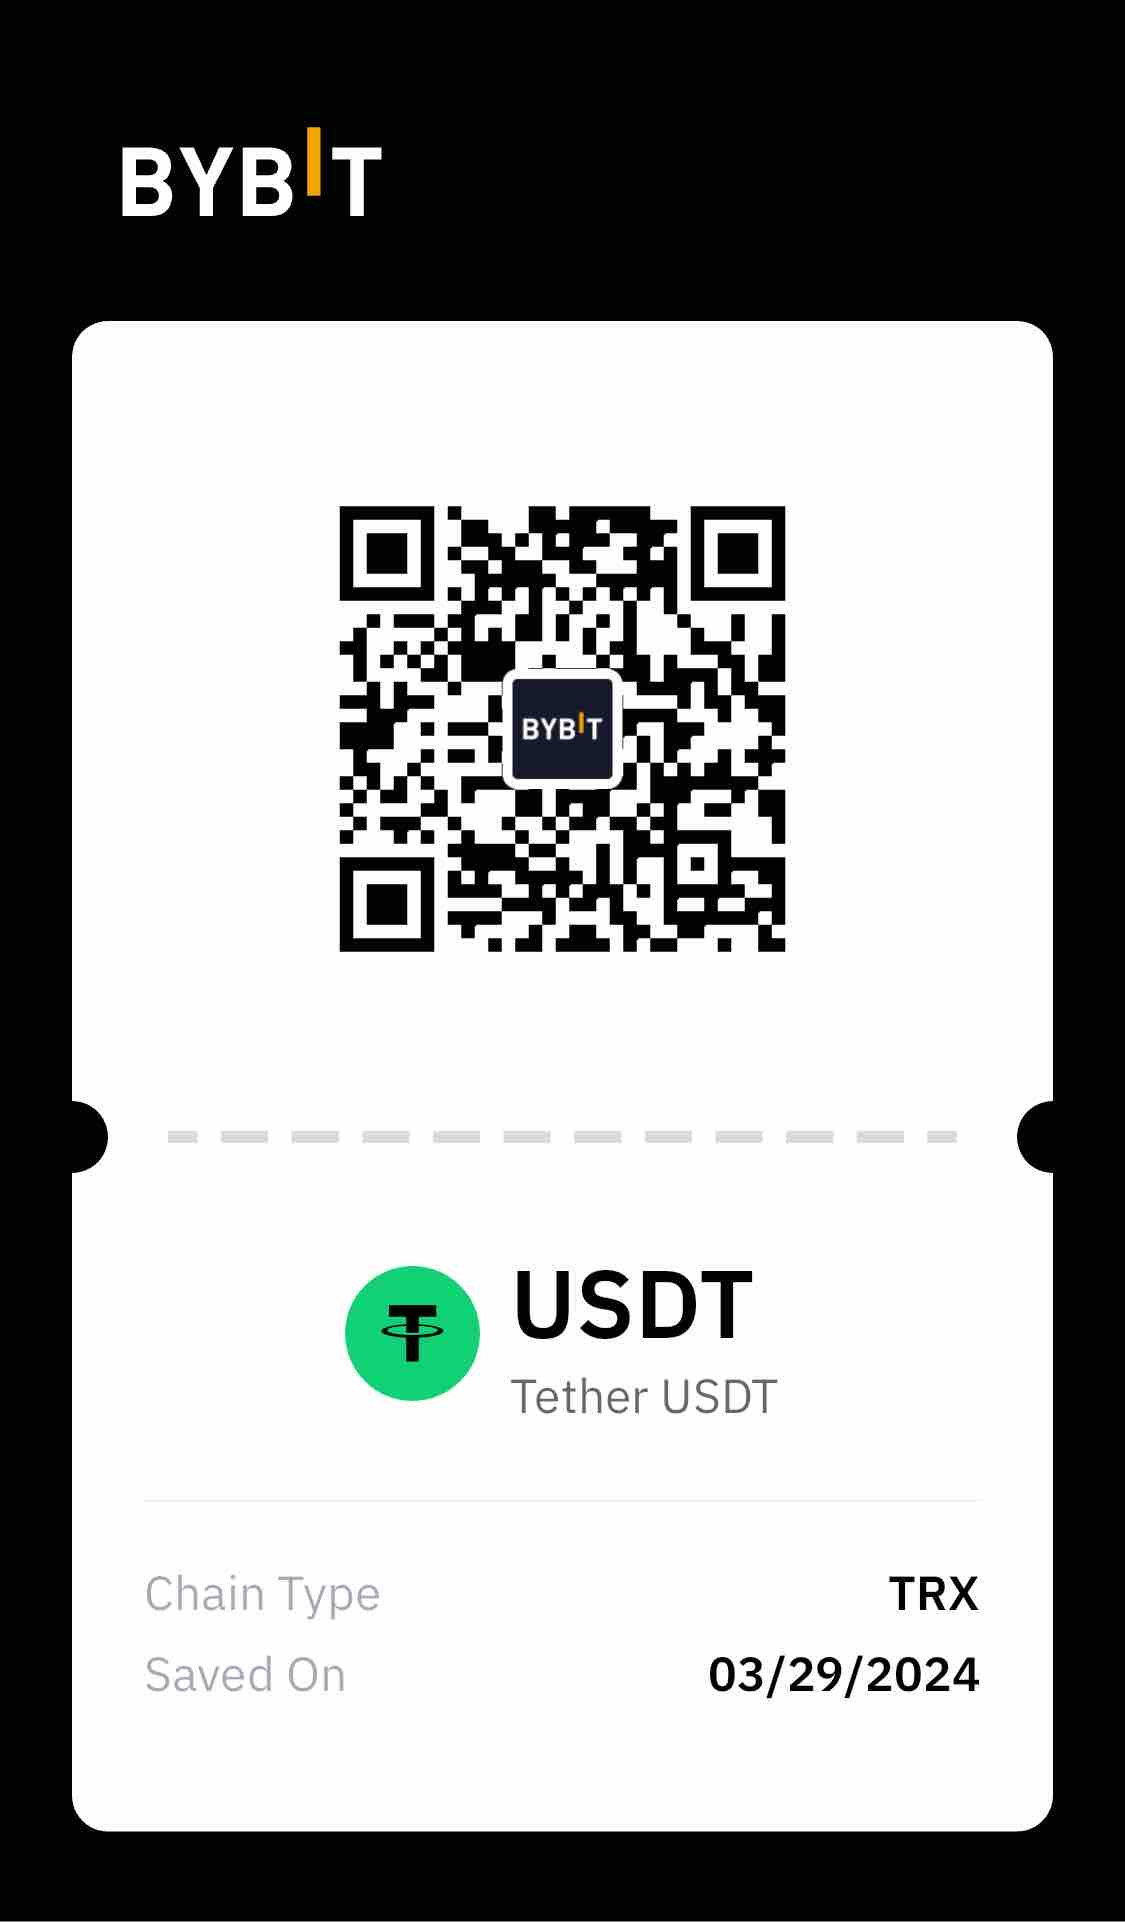 BYBIT
BYBIT
USDT
Tether USDT
Chain Type TRX
Saved On 03/29/2024